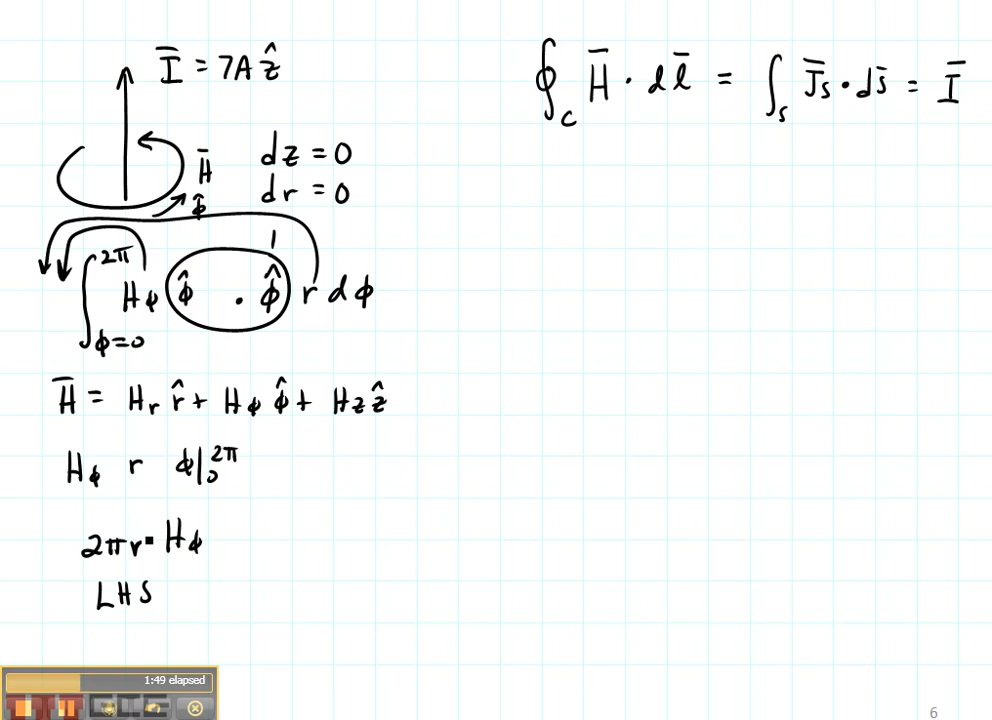 I̅ = 7A ẑ
∮_C H̅ · dl̅ = ∫_S J̅s · ds̅ = I̅
H̅
ϕ̂
dz = 0
dr = 0
∫_{ϕ=0}^{2π} Hϕ ϕ̂ · ϕ̂ r dϕ
1
H̅ = Hr r̂ + Hϕ ϕ̂ + Hz ẑ
Hϕ r ϕ|_0^{2π}
2πr · Hϕ
LHS
1:49 elapsed
6